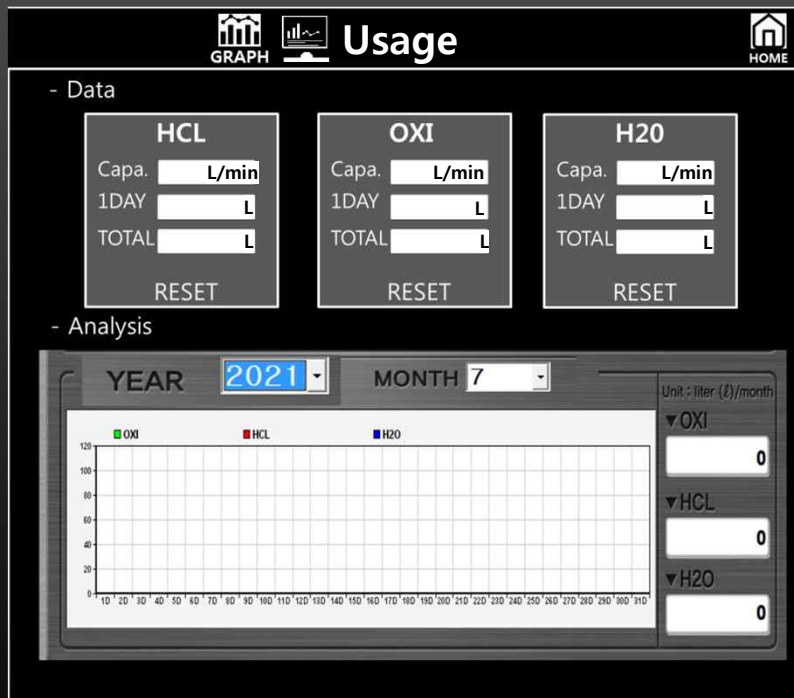 GRAPH
Usage
HOME
- Data
HCL
Capa. L/min
1DAY L
TOTAL L
RESET
OXI
Capa. L/min
1DAY L
TOTAL L
RESET
H20
Capa. L/min
1DAY L
TOTAL L
RESET
- Analysis
YEAR 2021 MONTH 7
Unit : liter (ℓ)/month
OXI HCL H2O
120
100
80
60
40
20
0
1D 2D 3D 4D 5D 6D 7D 8D 9D 10D 11D 12D 13D 14D 15D 16D 17D 18D 19D 20D 21D 22D 23D 24D 25D 26D 27D 28D 29D 30D 31D
▼OXI
0
▼HCL
0
▼H2O
0